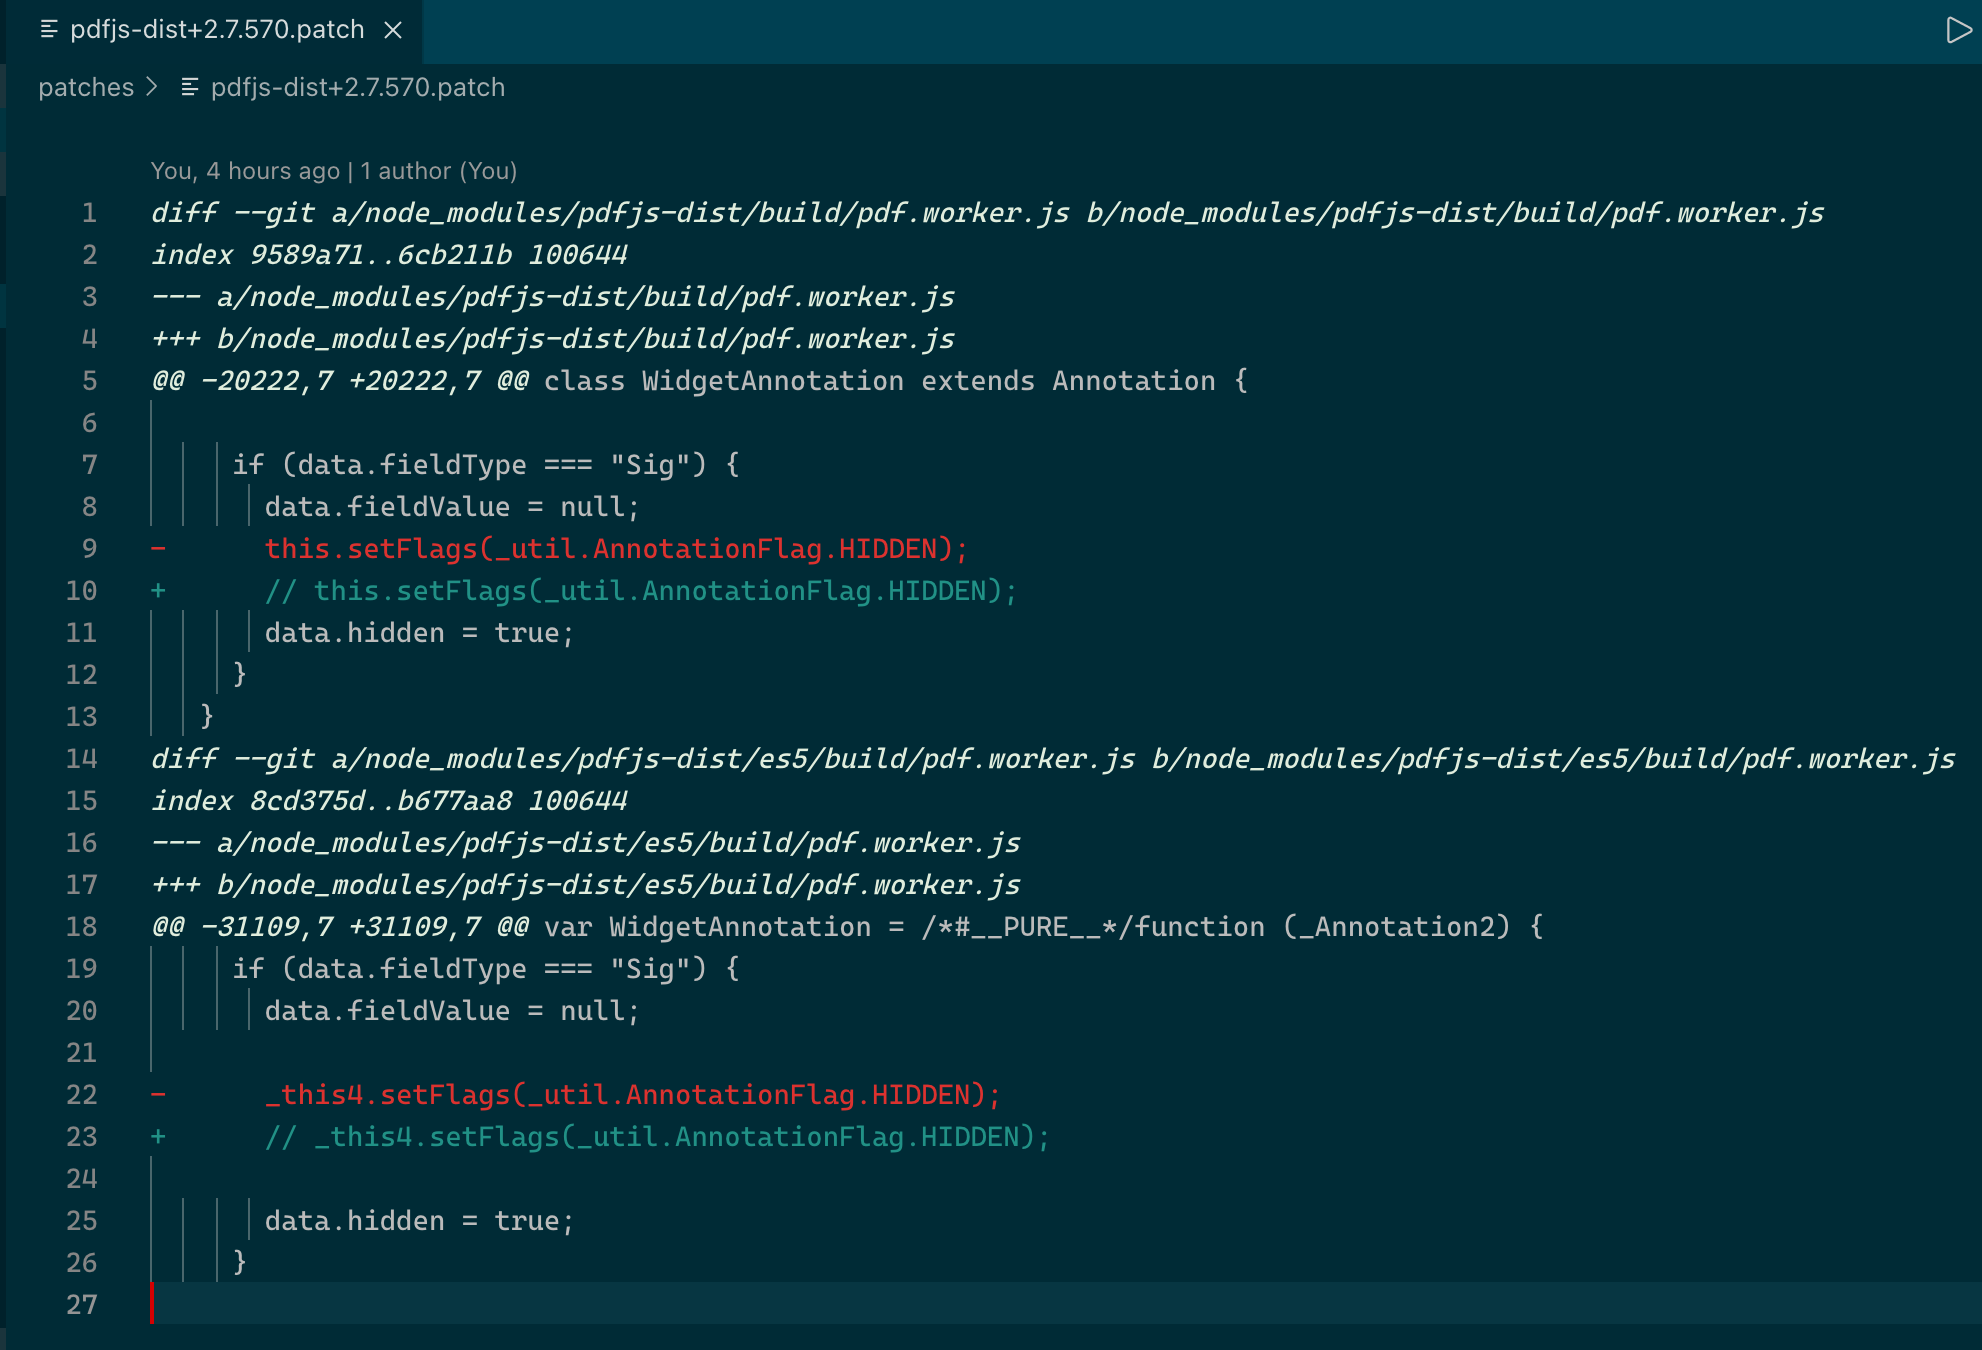 pdfjs-dist+2.7.570.patch
patches > pdfjs-dist+2.7.570.patch
You, 4 hours ago | 1 author (You)
1 diff --git a/node_modules/pdfjs-dist/build/pdf.worker.js b/node_modules/pdfjs-dist/build/pdf.worker.js
2 index 9589a71..6cb211b 100644
3 --- a/node_modules/pdfjs-dist/build/pdf.worker.js
4 +++ b/node_modules/pdfjs-dist/build/pdf.worker.js
5 @@ -20222,7 +20222,7 @@ class WidgetAnnotation extends Annotation {
6
7      if (data.fieldType === "Sig") {
8        data.fieldValue = null;
9 -      this.setFlags(_util.AnnotationFlag.HIDDEN);
10 +      // this.setFlags(_util.AnnotationFlag.HIDDEN);
11        data.hidden = true;
12      }
13    }
14 diff --git a/node_modules/pdfjs-dist/es5/build/pdf.worker.js b/node_modules/pdfjs-dist/es5/build/pdf.worker.js
15 index 8cd375d..b677aa8 100644
16 --- a/node_modules/pdfjs-dist/es5/build/pdf.worker.js
17 +++ b/node_modules/pdfjs-dist/es5/build/pdf.worker.js
18 @@ -31109,7 +31109,7 @@ var WidgetAnnotation = /*#__PURE__*/function (_Annotation2) {
19      if (data.fieldType === "Sig") {
20        data.fieldValue = null;
21
22 -      _this4.setFlags(_util.AnnotationFlag.HIDDEN);
23 +      // _this4.setFlags(_util.AnnotationFlag.HIDDEN);
24
25        data.hidden = true;
26      }
27